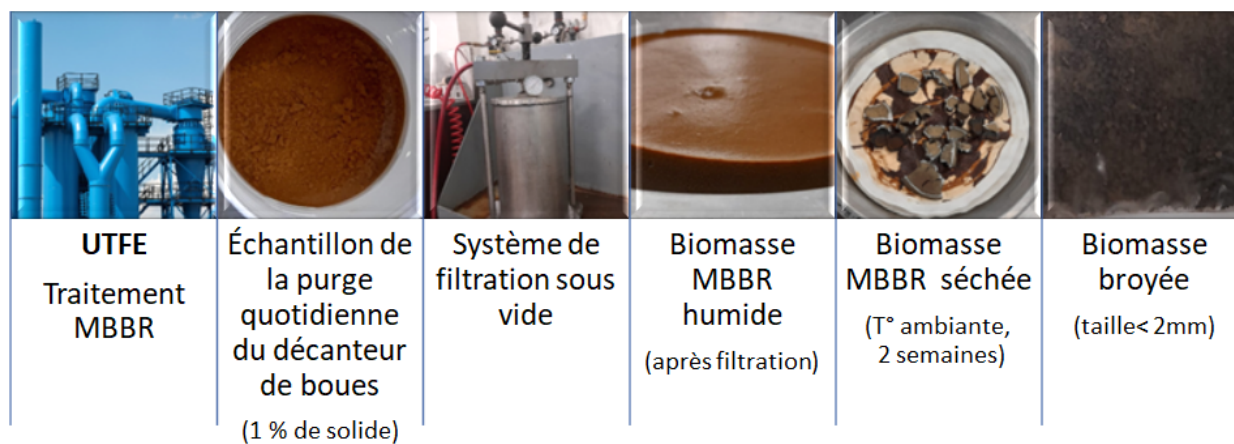 UTFE
Traitement
MBBR
Échantillon de
la purge
quotidienne
du décanteur
de boues
(1 % de solide)
Système de
filtration sous
vide
Biomasse
MBBR
humide
(après filtration)
Biomasse
MBBR séchée
(T° ambiante,
2 semaines)
Biomasse
broyée
(taille< 2mm)